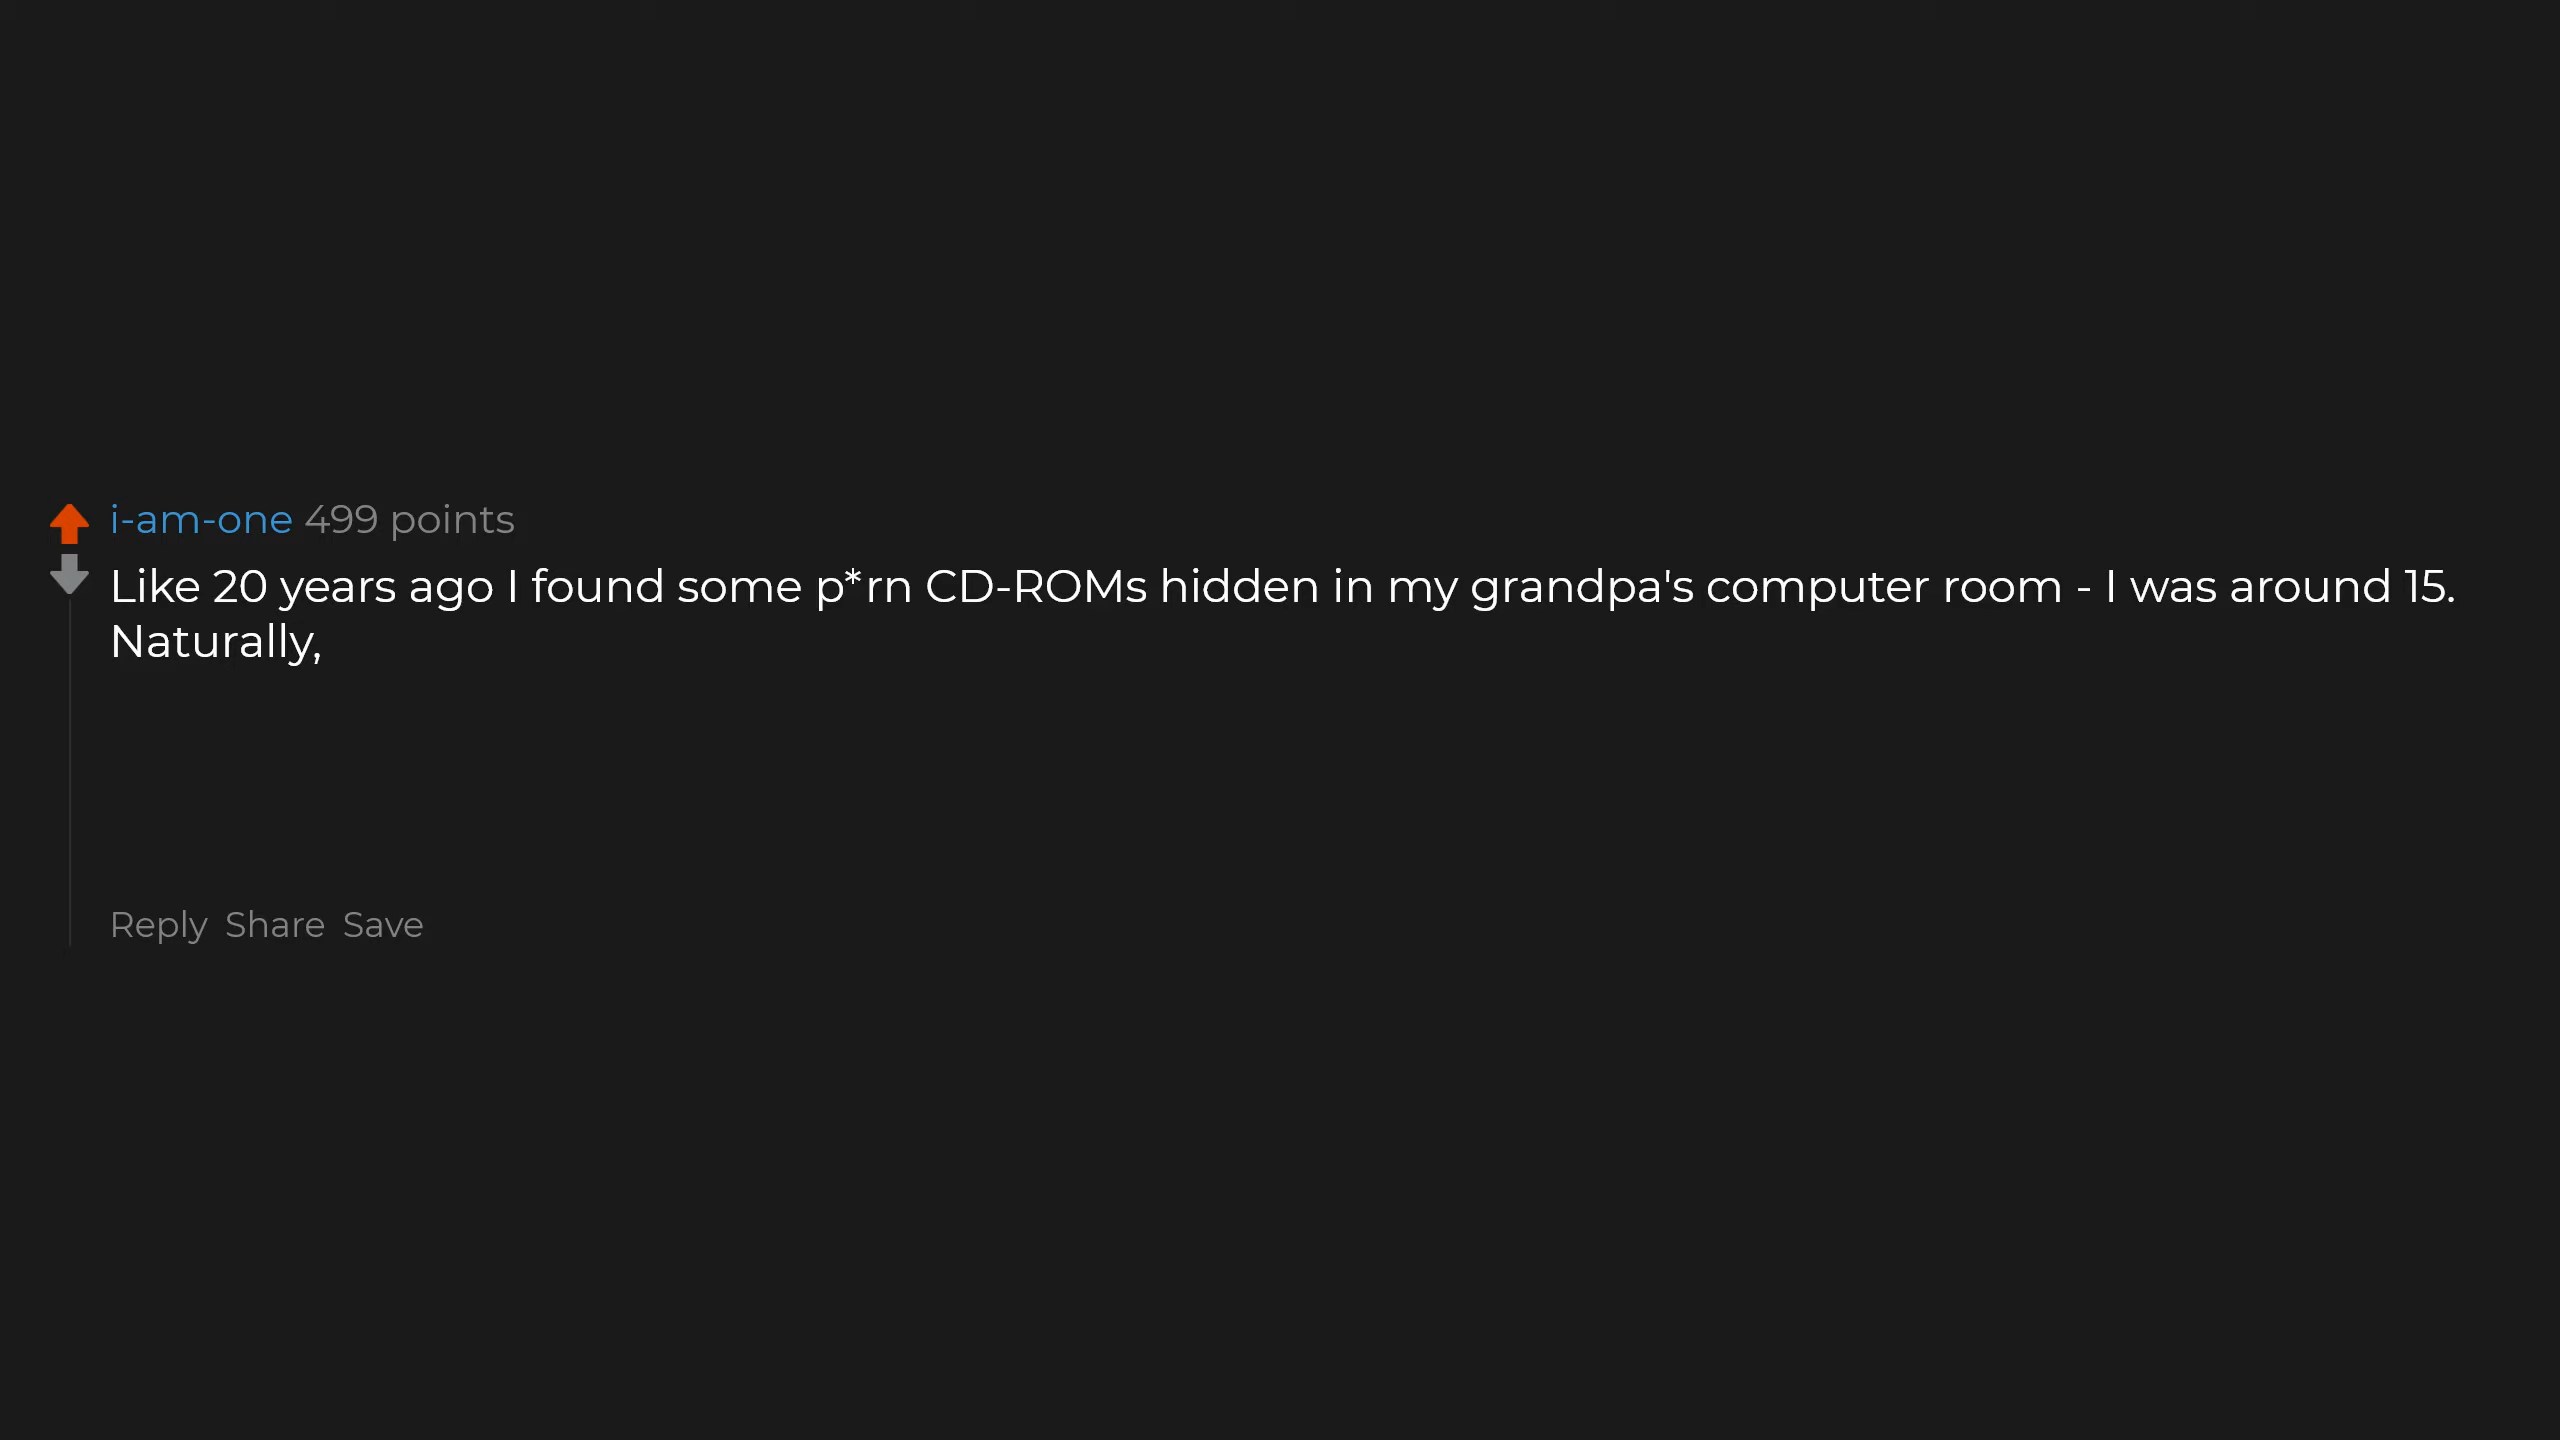 i-am-one 499 points
Like 20 years ago I found some p*rn CD-ROMs hidden in my grandpa's computer room - I was around 15.
Naturally,
Reply Share Save